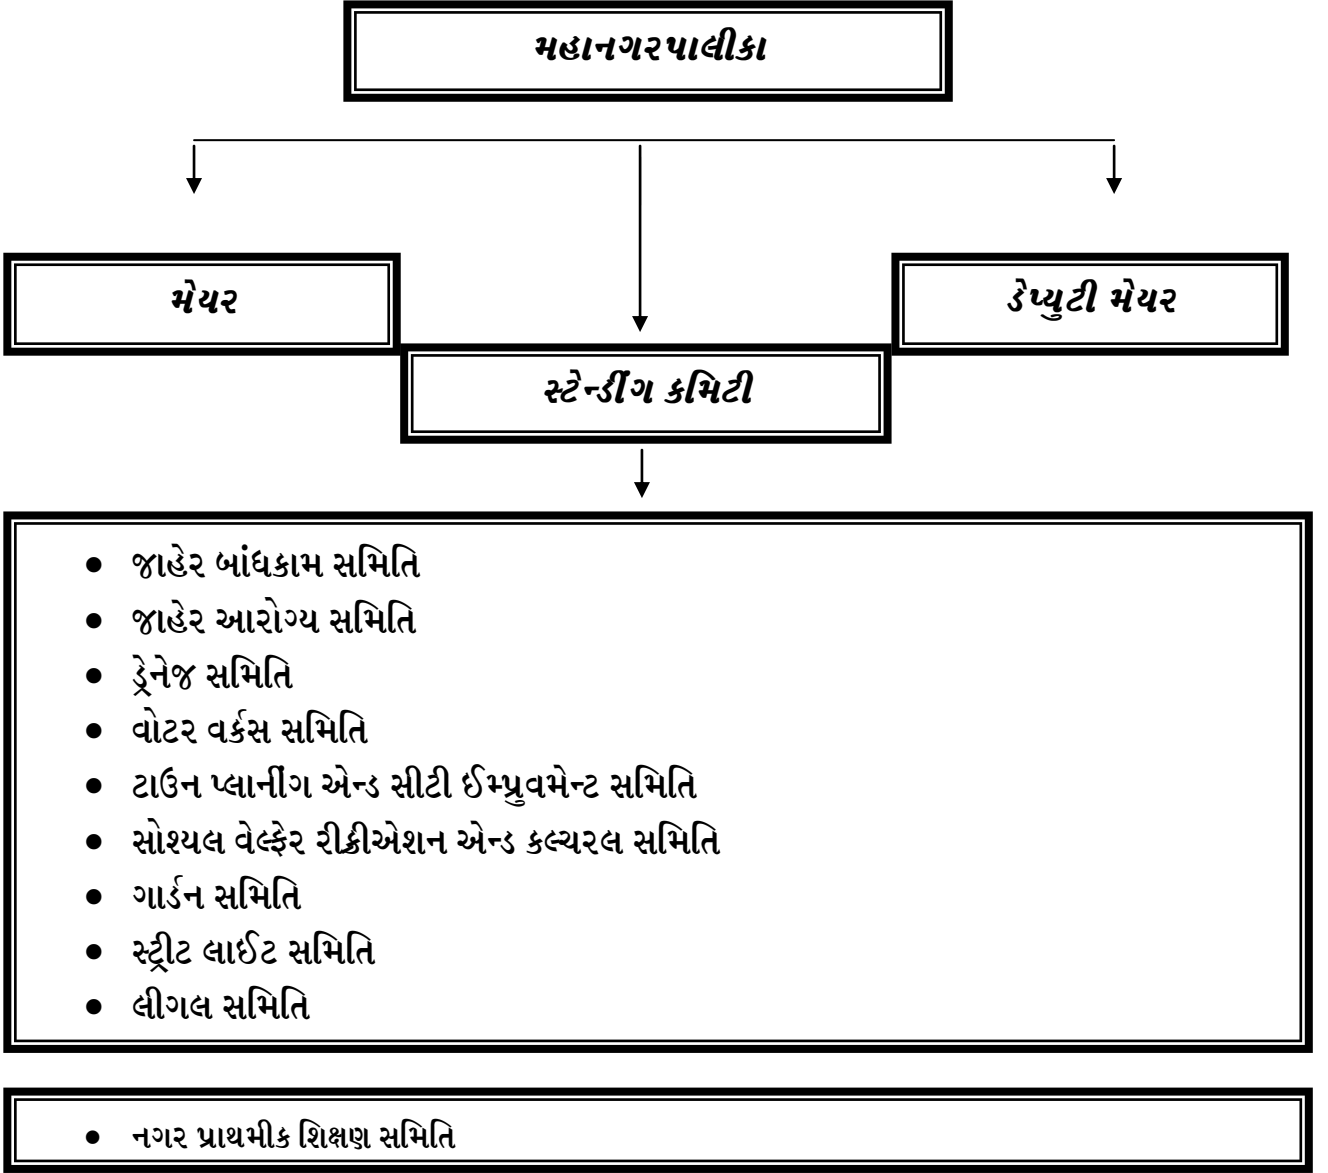 મહાનગરપાલીકા
મેયર
ડેપ્યુટી મેયર
સ્ટેન્ડીંગ કમિટી
• જાહેર બાંધકામ સમિતિ
• જાહેર આરોગ્ય સમિતિ
• ડ્રેનેજ સમિતિ
• વોટર વર્કસ સમિતિ
• ટાઉન પ્લાનીંગ એન્ડ સીટી ઈમ્પ્રુવમેન્ટ સમિતિ
• સોશ્યલ વેલ્ફેર રીક્રીએશન એન્ડ કલ્ચરલ સમિતિ
• ગાર્ડન સમિતિ
• સ્ટ્રીટ લાઈટ સમિતિ
• લીગલ સમિતિ
• નગર પ્રાથમીક શિક્ષણ સમિતિ